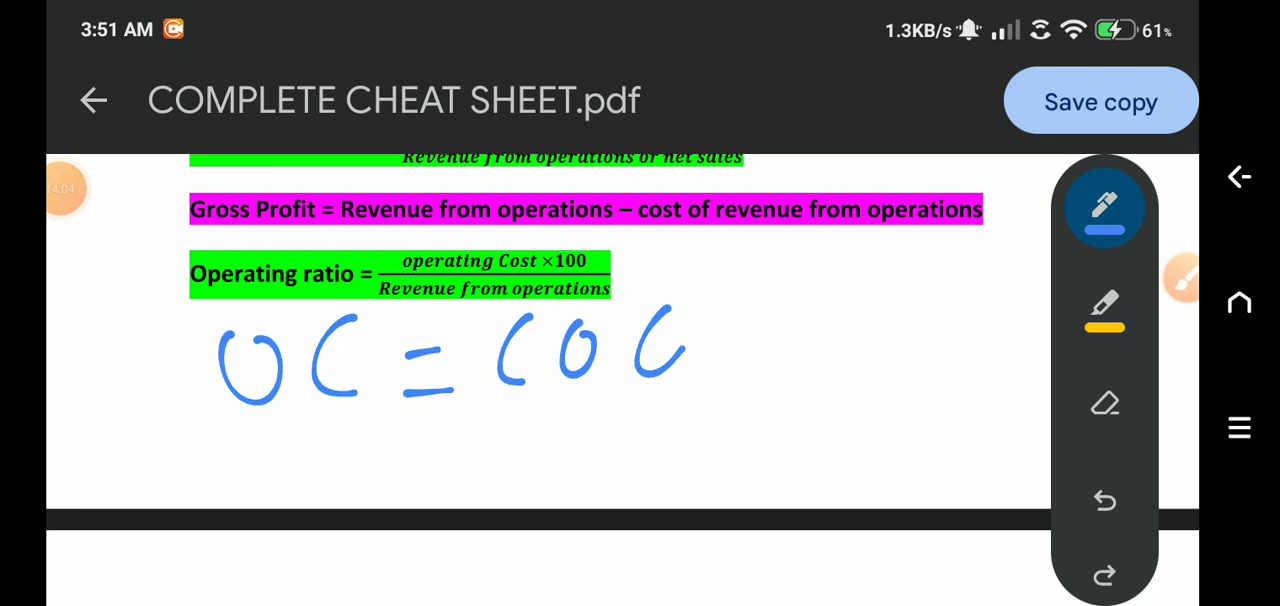 3:51 AM 1.3KB/s 61%
COMPLETE CHEAT SHEET.pdf Save copy
Revenue from operations or net sales
14:04
Gross Profit = Revenue from operations – cost of revenue from operations
Operating ratio = operating Cost ×100
Revenue from operations
OC = COC